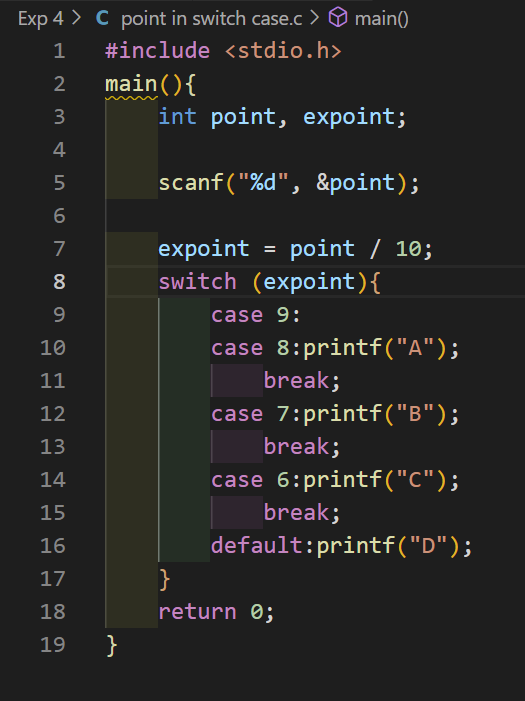 Exp 4 > C point in switch case.c > main()
1 #include <stdio.h>
2 main(){
3 int point, expoint;
4
5 scanf("%d", &point);
6
7 expoint = point / 10;
8 switch (expoint){
9 case 9:
10 case 8:printf("A");
11 break;
12 case 7:printf("B");
13 break;
14 case 6:printf("C");
15 break;
16 default:printf("D");
17 }
18 return 0;
19 }